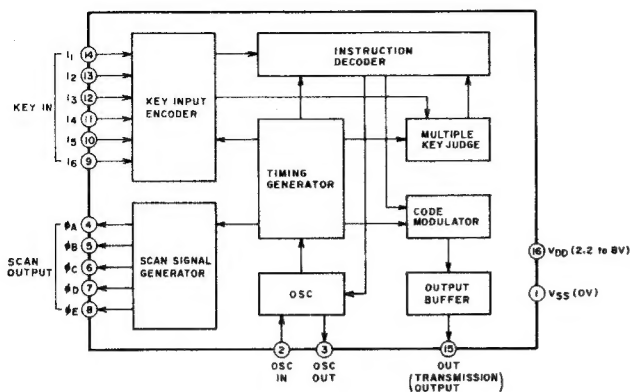 KEY IN
I1 14
I2 13
I3 12
I4 11
I5 10
I6 9
KEY INPUT
ENCODER
INSTRUCTION
DECODER
MULTIPLE
KEY JUDGE
TIMING
GENERATOR
CODE
MODULATOR
SCAN
OUTPUT
ϕA 4
ϕB 5
ϕC 6
ϕD 7
ϕE 8
SCAN SIGNAL
GENERATOR
OSC
OUTPUT
BUFFER
16 VDD (2.2 to 8V)
1 VSS (0V)
2
OSC
IN
3
OSC
OUT
15
OUT
(TRANSMISSION
OUTPUT)